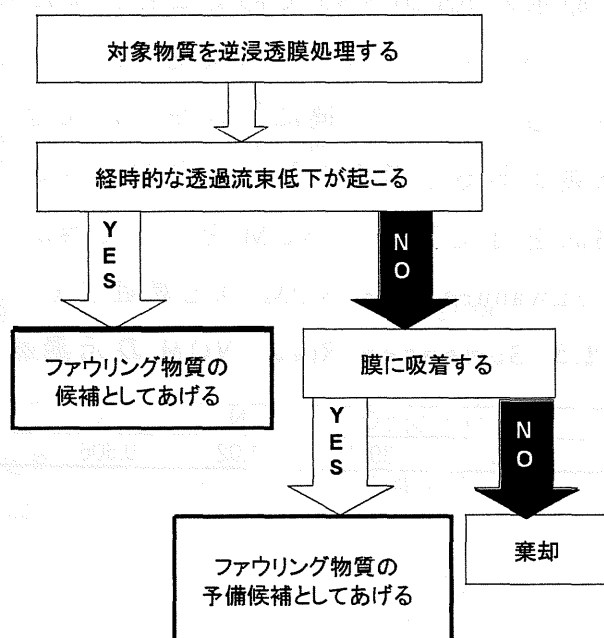 対象物質を逆浸透膜処理する
経時的な透過流束低下が起こる
YES
NO
ファウリング物質の
候補としてあげる
膜に吸着する
YES
NO
ファウリング物質の
予備候補としてあげる
棄却